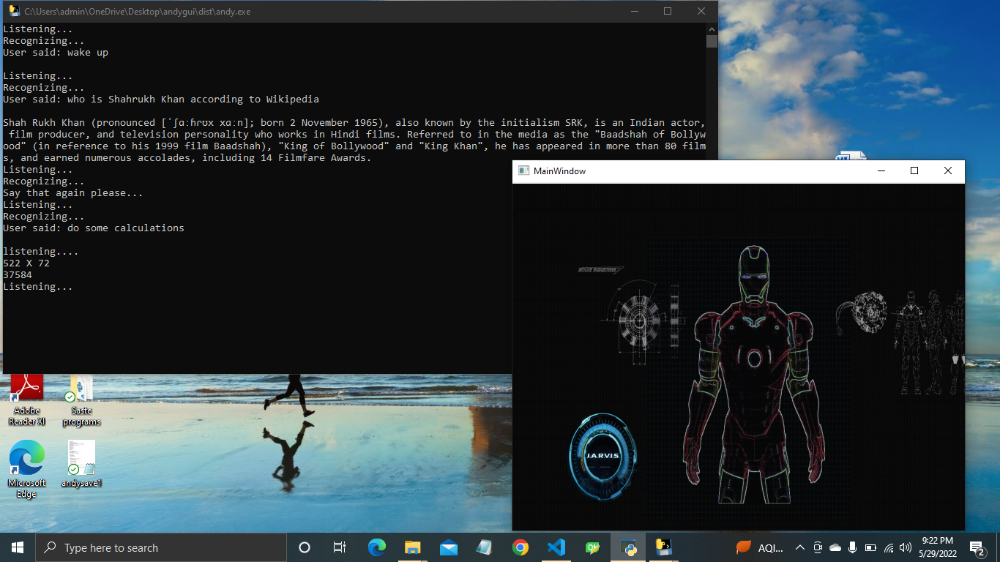 C:\Users\admin\OneDrive\Desktop\andygui\dist\andy.exe
Listening...
Recognizing...
User said: wake up
Listening...
Recognizing...
User said: who is Shahrukh Khan according to Wikipedia
Shah Rukh Khan (pronounced [ˈʃɑːɦrʊx xɑːn]; born 2 November 1965), also known by the initialism SRK, is an Indian actor,
film producer, and television personality who works in Hindi films. Referred to in the media as the "Baadshah of Bollyw
ood" (in reference to his 1999 film Baadshah), "King of Bollywood" and "King Khan", he has appeared in more than 80 film
s, and earned numerous accolades, including 14 Filmfare Awards.
Listening...
Recognizing...
Say that again please...
Listening...
Recognizing...
User said: do some calculations
listening....
522 X 72
37584
Listening...
MainWindow
J.A.R.V.I.S.
Adobe
Reader XI
Saste
programs
Microsoft
Edge
andysave1
Type here to search
AQI...
9:22 PM
5/29/2022
2